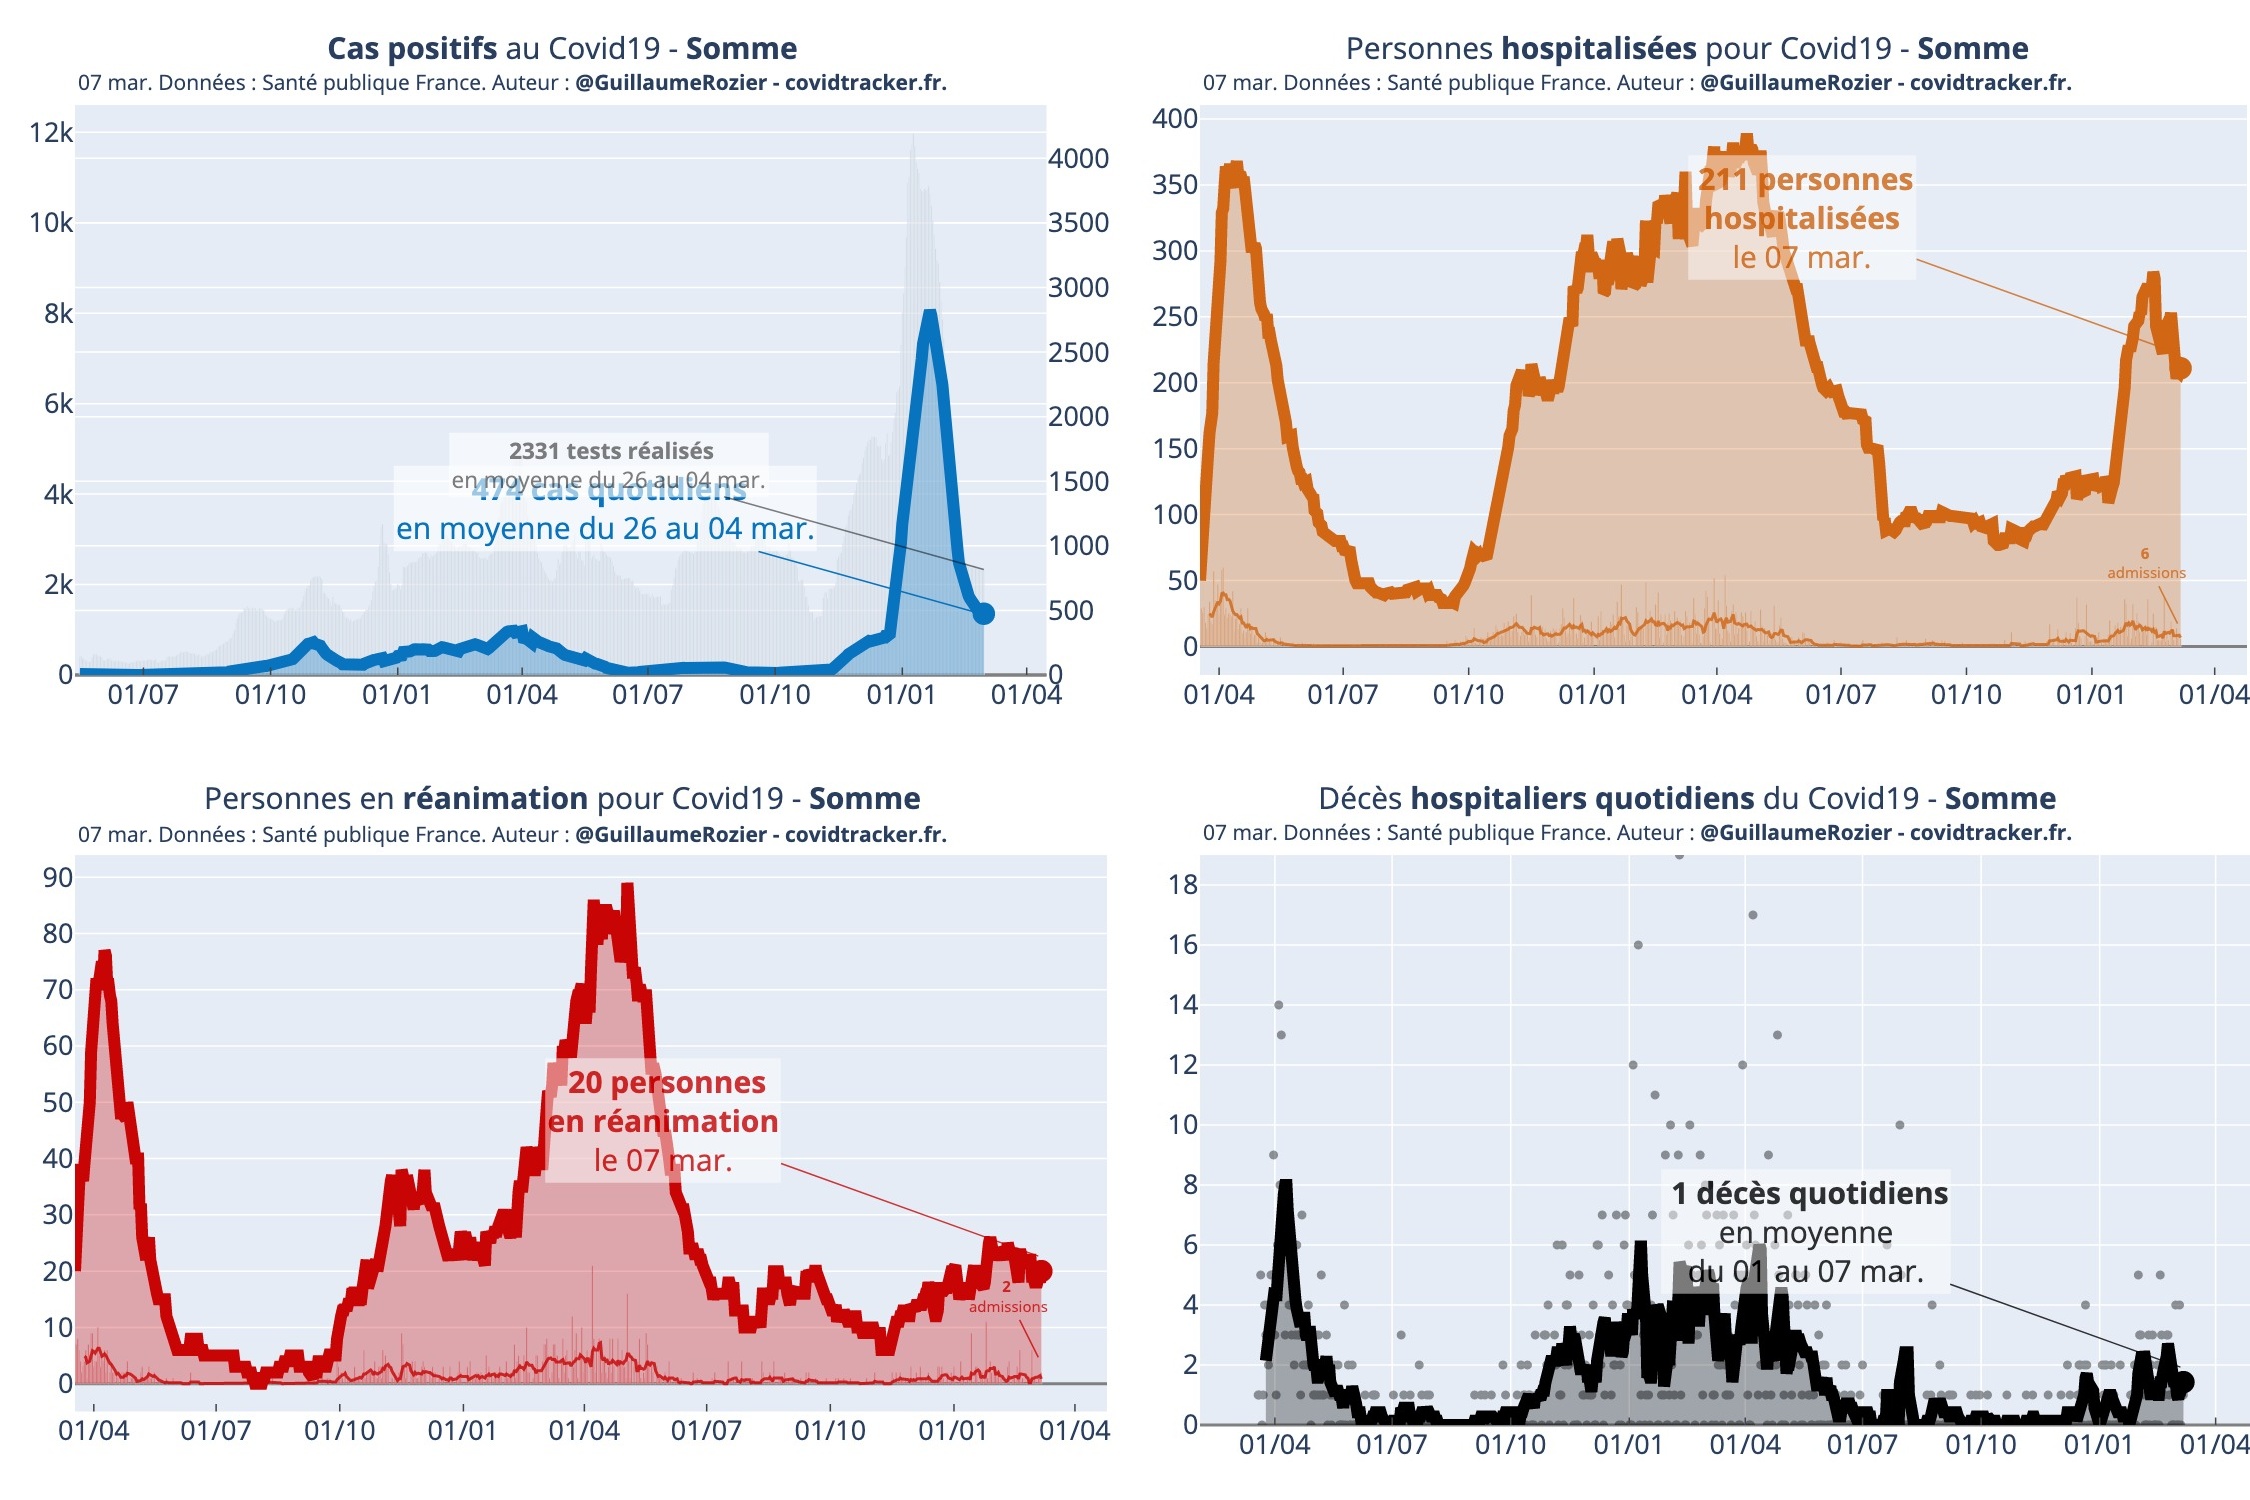 Cas positifs au Covid19 - Somme
07 mar. Données : Santé publique France. Auteur : @GuillaumeRozier - covidtracker.fr.
12k
10k
8k
6k
4k
2k
0
4000
3500
3000
2500
2000
1500
1000
500
0
2331 tests réalisés
en moyenne du 26 au 04 mar.
474 cas quotidiens
en moyenne du 26 au 04 mar.
01/07 01/10 01/01 01/04 01/07 01/10 01/01 01/04
Personnes hospitalisées pour Covid19 - Somme
07 mar. Données : Santé publique France. Auteur : @GuillaumeRozier - covidtracker.fr.
400
350
300
250
200
150
100
50
0
211 personnes
hospitalisées
le 07 mar.
6
admissions
01/04 01/07 01/10 01/01 01/04 01/07 01/10 01/01 01/04
Personnes en réanimation pour Covid19 - Somme
07 mar. Données : Santé publique France. Auteur : @GuillaumeRozier - covidtracker.fr.
90
80
70
60
50
40
30
20
10
0
20 personnes
en réanimation
le 07 mar.
2
admissions
01/04 01/07 01/10 01/01 01/04 01/07 01/10 01/01 01/04
Décès hospitaliers quotidiens du Covid19 - Somme
07 mar. Données : Santé publique France. Auteur : @GuillaumeRozier - covidtracker.fr.
18
16
14
12
10
8
6
4
2
0
1 décès quotidiens
en moyenne
du 01 au 07 mar.
01/04 01/07 01/10 01/01 01/04 01/07 01/10 01/01 01/04